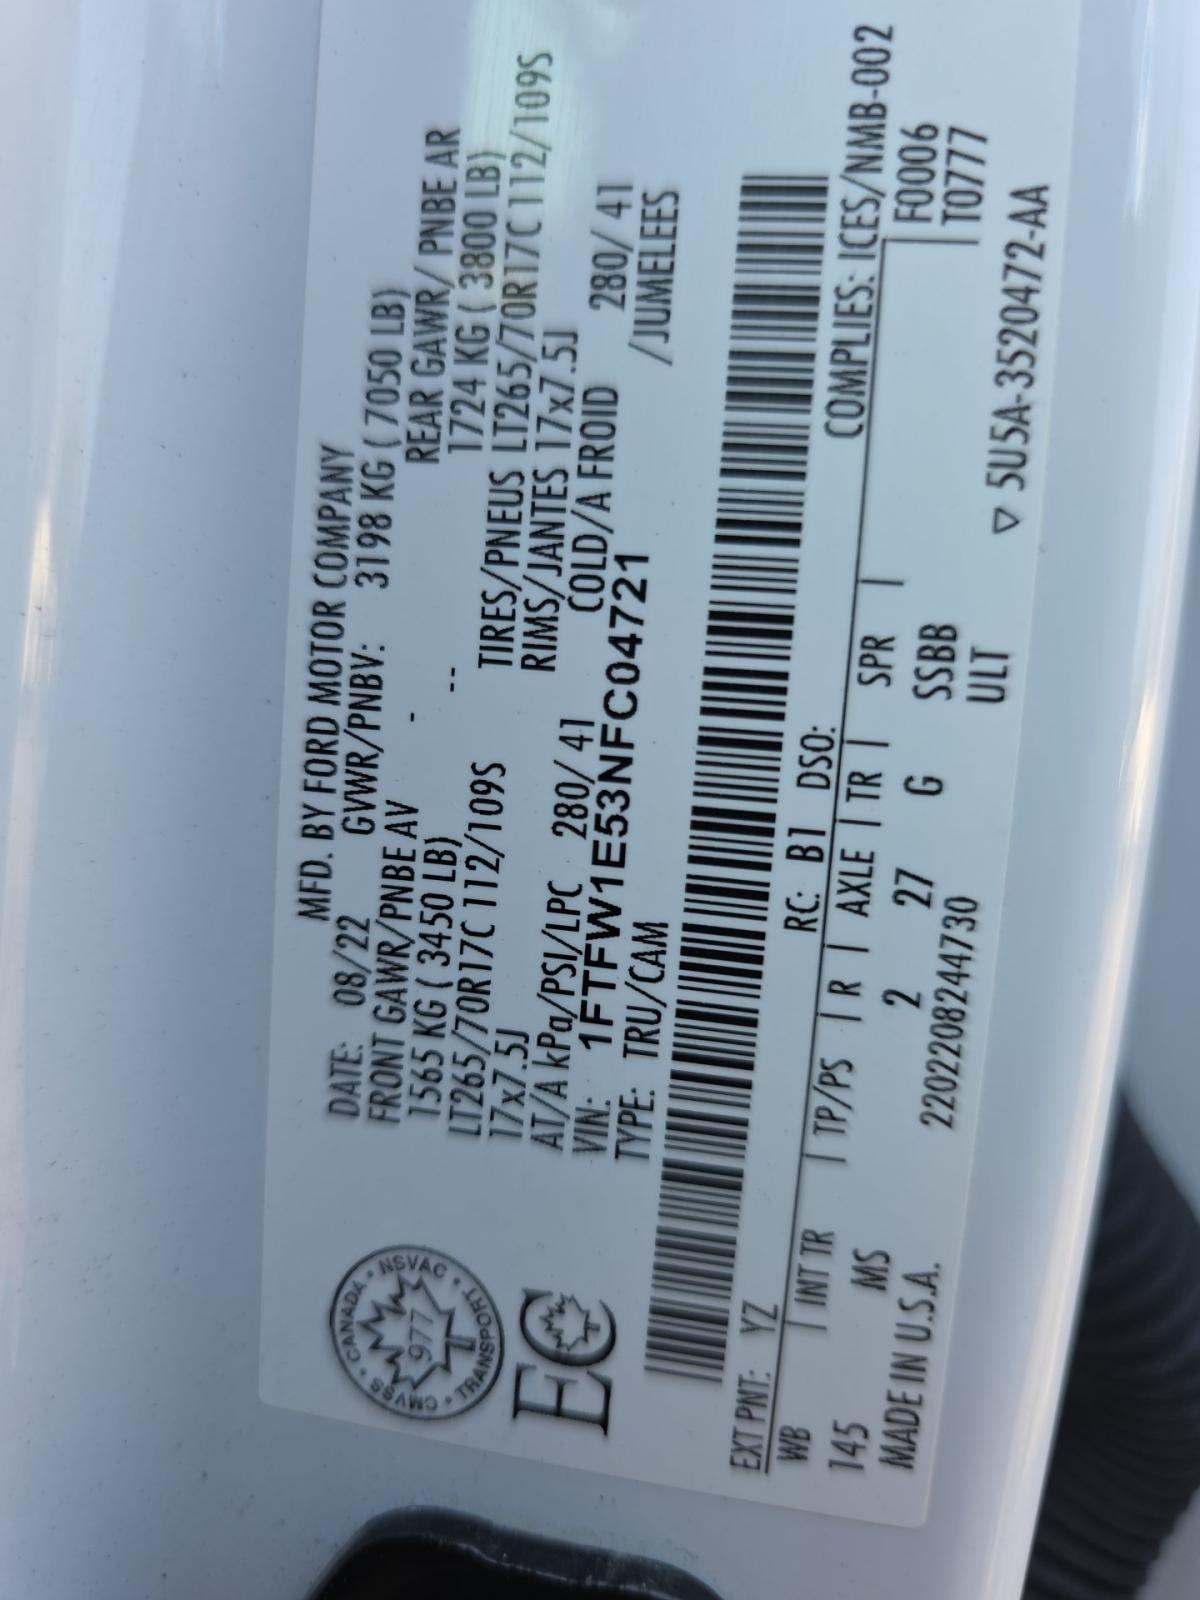 CANADA • NSVAC • TRANSPORT • CMVSS
977
EC
MFD. BY FORD MOTOR COMPANY
DATE: 08/22 GVWR/PNBV: 3198 KG ( 7050 LB)
FRONT GAWR/PNBE AV - REAR GAWR/ PNBE AR
1565 KG ( 3450 LB) -- 1724 KG ( 3800 LB)
LT265/70R17C 112/109S TIRES/PNEUS LT265/70R17C 112/109S
17x7.5J RIMS/JANTES 17x7.5J
AT/A kPa/PSI/LPC 280/ 41 COLD/A FROID 280/ 41
VIN: 1FTFW1E53NFC04721 /JUMELEES
TYPE: TRU/CAM
EXT PNT: YZ RC: B1 DSO: COMPLIES: ICES/NMB-002
WB | INT TR | TP/PS | R | AXLE | TR | SPR | | F0006
145 MS 2 27 G SSBB T0777
MADE IN U.S.A. 220220824​4730 ULT ▽ 5U5A-3520472-AA